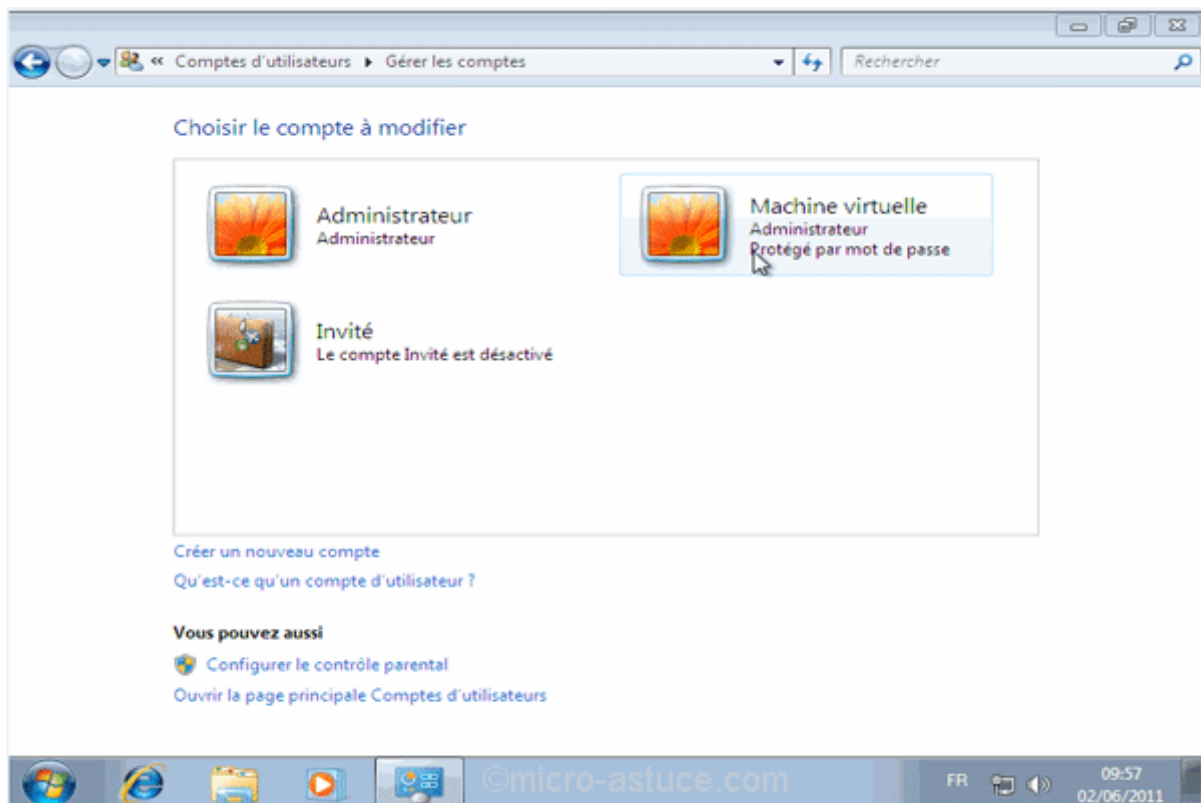 « Comptes d'utilisateurs ▸ Gérer les comptes
Rechercher
Choisir le compte à modifier
Administrateur
Administrateur
Machine virtuelle
Administrateur
Protégé par mot de passe
Invité
Le compte Invité est désactivé
Créer un nouveau compte
Qu'est-ce qu'un compte d'utilisateur ?
Vous pouvez aussi
Configurer le contrôle parental
Ouvrir la page principale Comptes d'utilisateurs
©micro-astuce.com
FR
09:57
02/06/2011